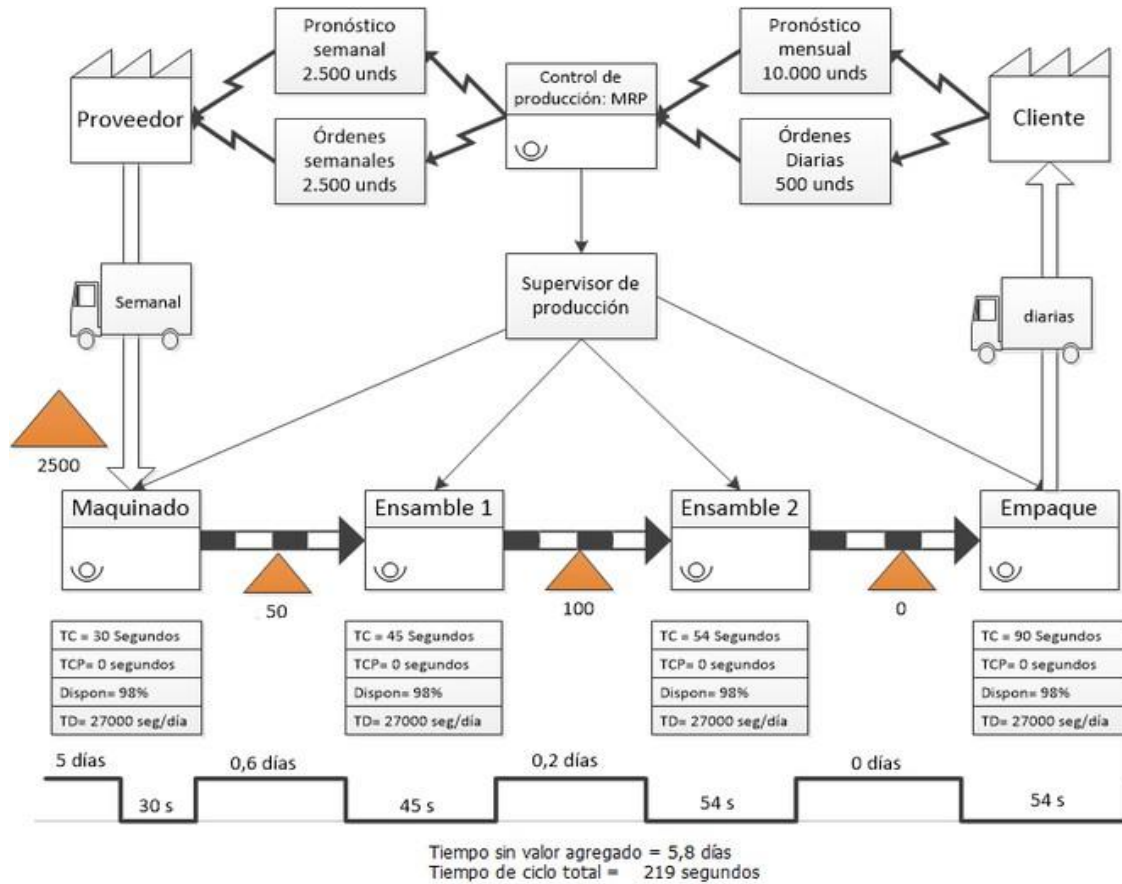 Pronóstico
semanal
2.500 unds
Pronóstico
mensual
10.000 unds
Control de
producción: MRP
Proveedor
Cliente
Órdenes
semanales
2.500 unds
Órdenes
Diarias
500 unds
Supervisor de
producción
Semanal
diarias
2500
Maquinado
Ensamble 1
Ensamble 2
Empaque
50
100
0
TC = 30 Segundos
TCP= 0 segundos
Dispon= 98%
TD= 27000 seg/día
TC = 45 Segundos
TCP= 0 segundos
Dispon= 98%
TD= 27000 seg/día
TC = 54 Segundos
TCP= 0 segundos
Dispon= 98%
TD= 27000 seg/día
TC = 90 Segundos
TCP= 0 segundos
Dispon= 98%
TD= 27000 seg/día
5 días
30 s
0,6 días
45 s
0,2 días
54 s
0 días
54 s
Tiempo sin valor agregado = 5,8 días
Tiempo de ciclo total = 219 segundos